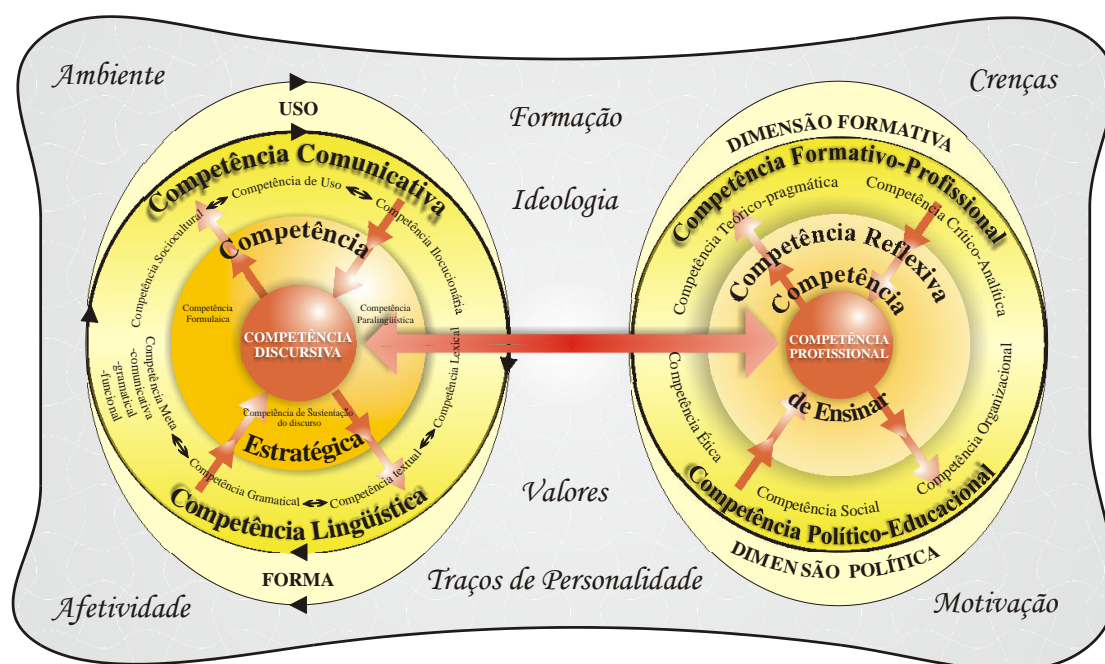 Ambiente
Crenças
Formação
Ideologia
Valores
Traços de Personalidade
Afetividade
Motivação
USO
Competência Comunicativa
Competência de Uso
Competência Sociocultural
Competência Ilocucionária
Competência
Competência
Formulaica
Competência
Paralingüística
COMPETÊNCIA
DISCURSIVA
Competência Lexical
Competência Meta
-comunicativa
-gramatical
-funcional
Competência de Sustentação
do discurso
Estratégica
Competência Gramatical
Competência textual
Competência Lingüística
FORMA
DIMENSÃO FORMATIVA
Competência Formativo-Profissional
Competência Teórico-pragmática
Competência Crítico-Analítica
Competência Reflexiva
Competência
COMPETÊNCIA
PROFISSIONAL
de Ensinar
Competência Ética
Competência Organizacional
Competência Social
Competência Político-Educacional
DIMENSÃO POLÍTICA